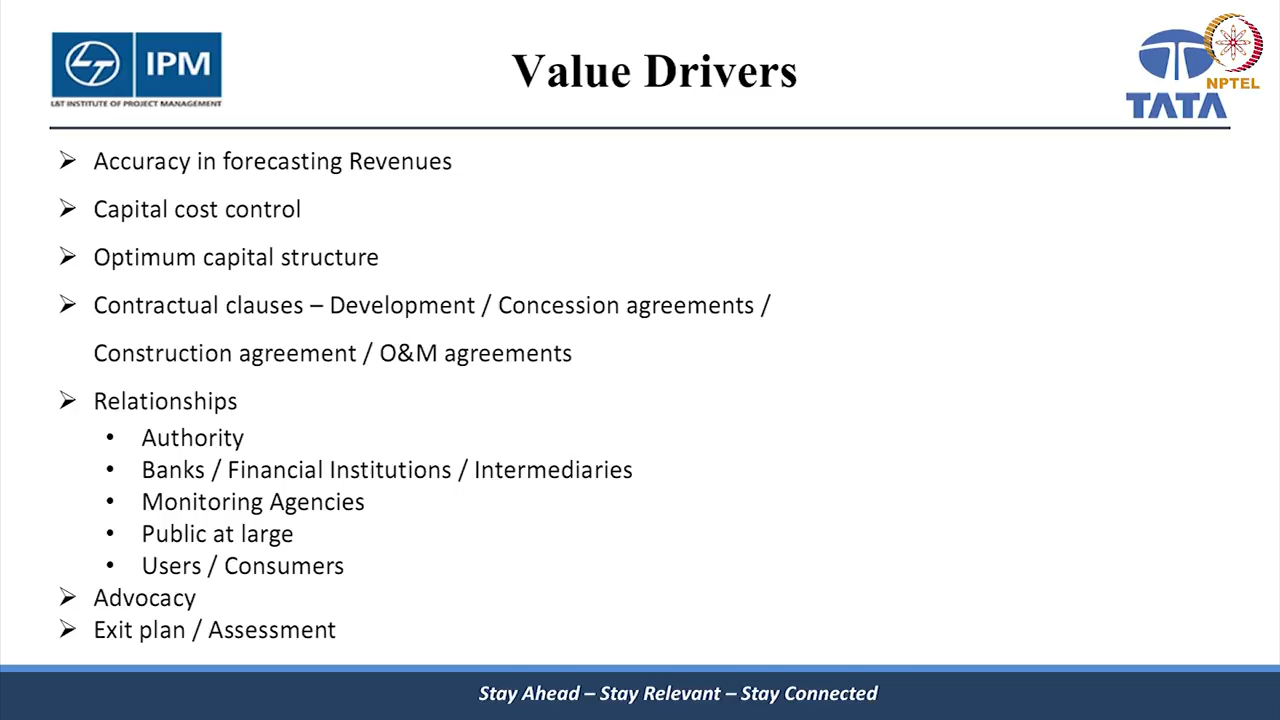 LT IPM
L&T INSTITUTE OF PROJECT MANAGEMENT
Value Drivers
TATA
NPTEL
➢ Accuracy in forecasting Revenues
➢ Capital cost control
➢ Optimum capital structure
➢ Contractual clauses – Development / Concession agreements /
Construction agreement / O&M agreements
➢ Relationships
• Authority
• Banks / Financial Institutions / Intermediaries
• Monitoring Agencies
• Public at large
• Users / Consumers
➢ Advocacy
➢ Exit plan / Assessment
Stay Ahead – Stay Relevant – Stay Connected